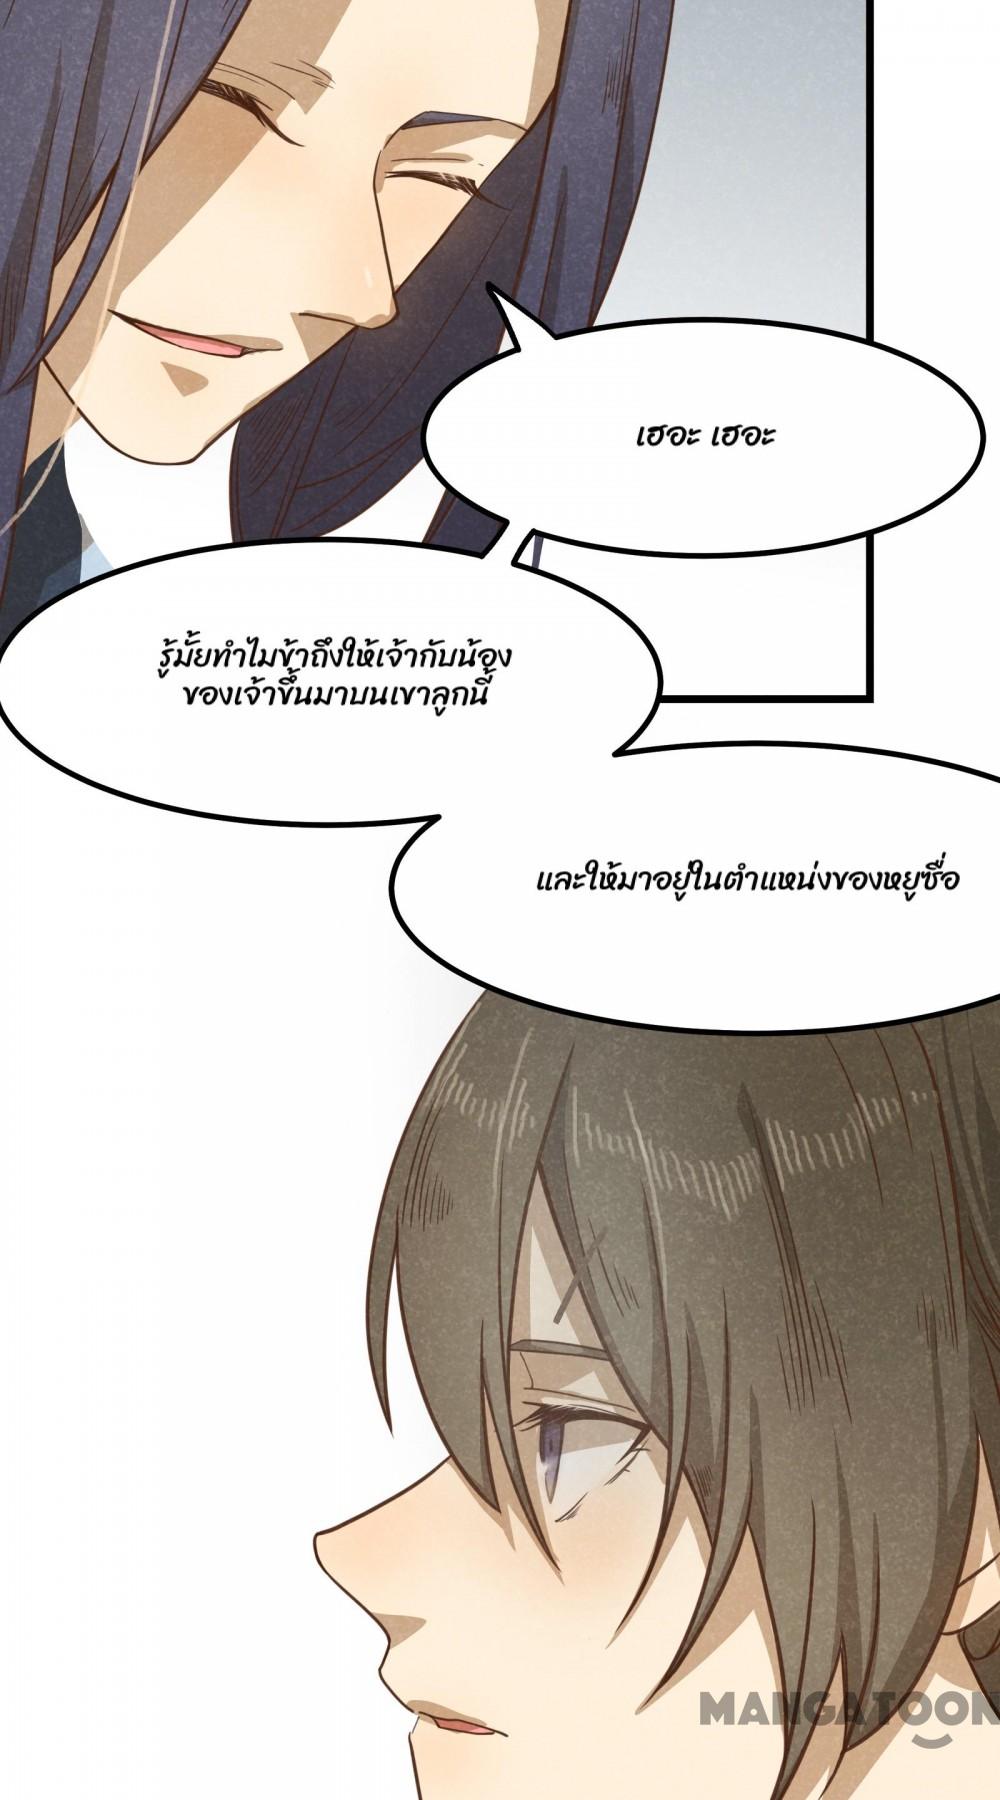 เฮอะ เฮอะ
รู้มั้ยทำไมข้าถึงให้เจ้ากับน้อง
ของเจ้าขึ้นมาบนเขาลูกนี้
และให้มาอยู่ในตำแหน่งของหยูซื่อ
MANGATOON